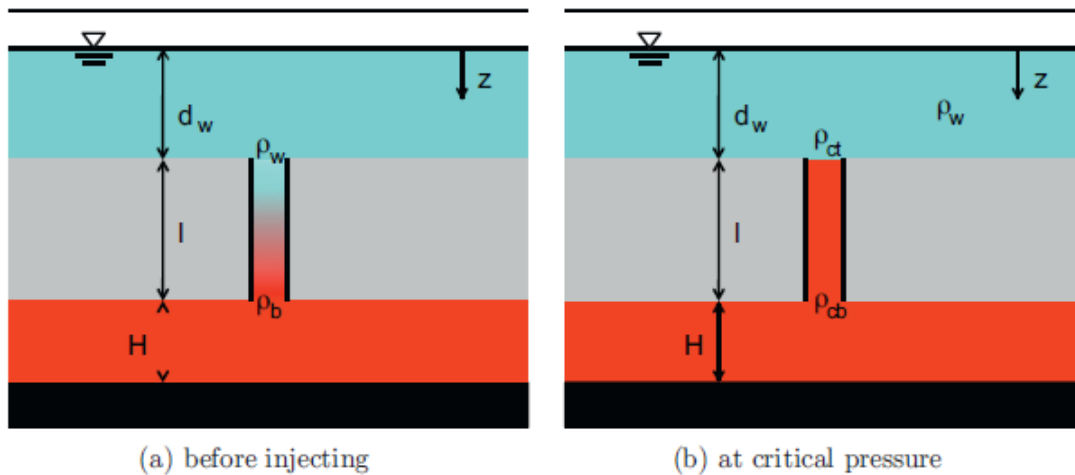 z
d_w
ρ_w
l
ρ_b
H
(a) before injecting
z
d_w
ρ_w
ρ_ct
l
ρ_cb
H
(b) at critical pressure